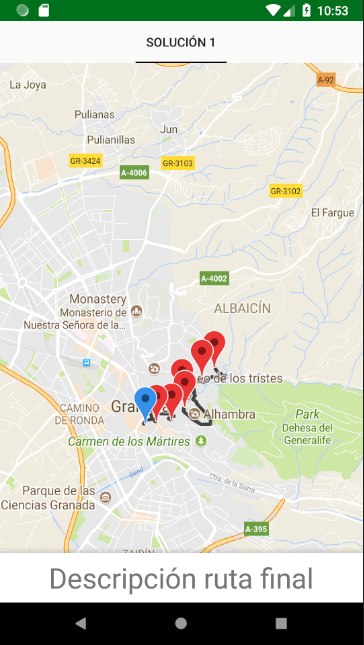 10:53
SOLUCIÓN 1
A-92
La Joya
Pulianas
Jun
Pulianillas
GR-3424
GR-3103
A-4006
GR-3102
El Fargue
A-4002
Monastery
Monasterio de
Nuestra Señora de la...
ALBAICÍN
de los tristes
CAMINO
DE RONDA
Gran
Alhambra
Park
Dehesa del
Generalife
Carmen de los Mártires
Genil
Ctra. de la Sierra
Parque de las
Ciencias Granada
A-395
ZAIDÍN
Descripción ruta final